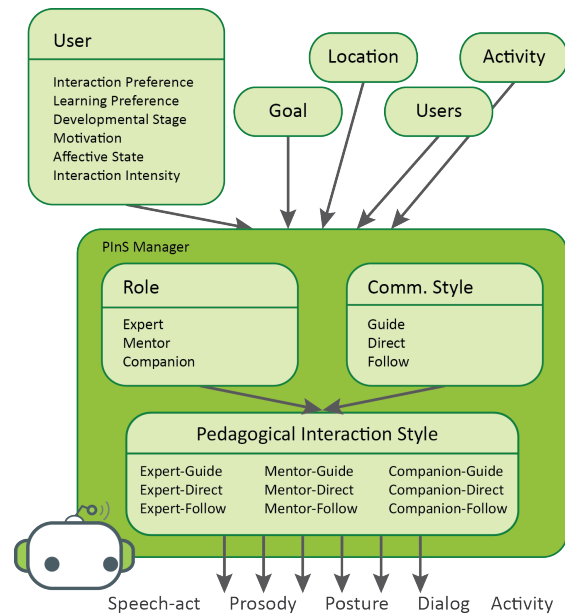 User
Interaction Preference
Learning Preference
Developmental Stage
Motivation
Affective State
Interaction Intensity
Location
Activity
Goal
Users
PInS Manager
Role
Expert
Mentor
Companion
Comm. Style
Guide
Direct
Follow
Pedagogical Interaction Style
Expert-Guide Mentor-Guide Companion-Guide
Expert-Direct Mentor-Direct Companion-Direct
Expert-Follow Mentor-Follow Companion-Follow
Speech-act Prosody Posture Dialog Activity